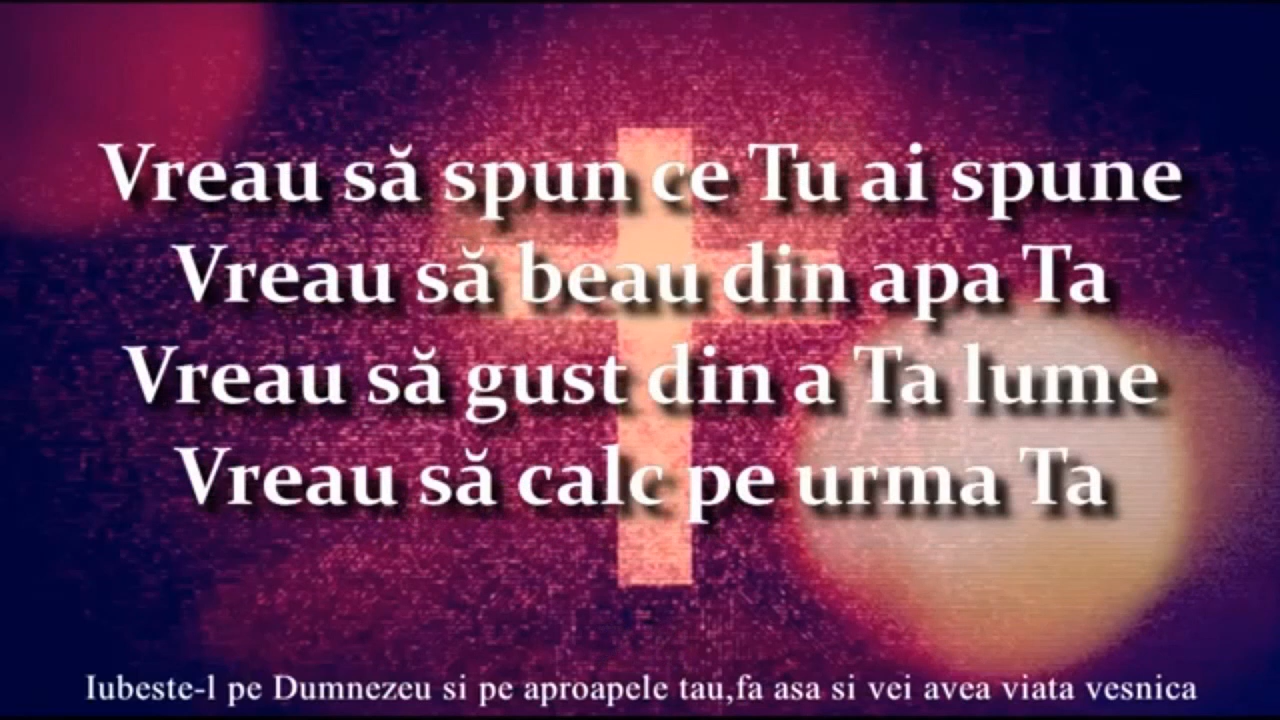 Vreau să spun ce Tu ai spune
Vreau să beau din apa Ta
Vreau să gust din a Ta lume
Vreau să calc pe urma Ta
Iubeste-l pe Dumnezeu si pe aproapele tau,fa asa si vei avea viata vesnica